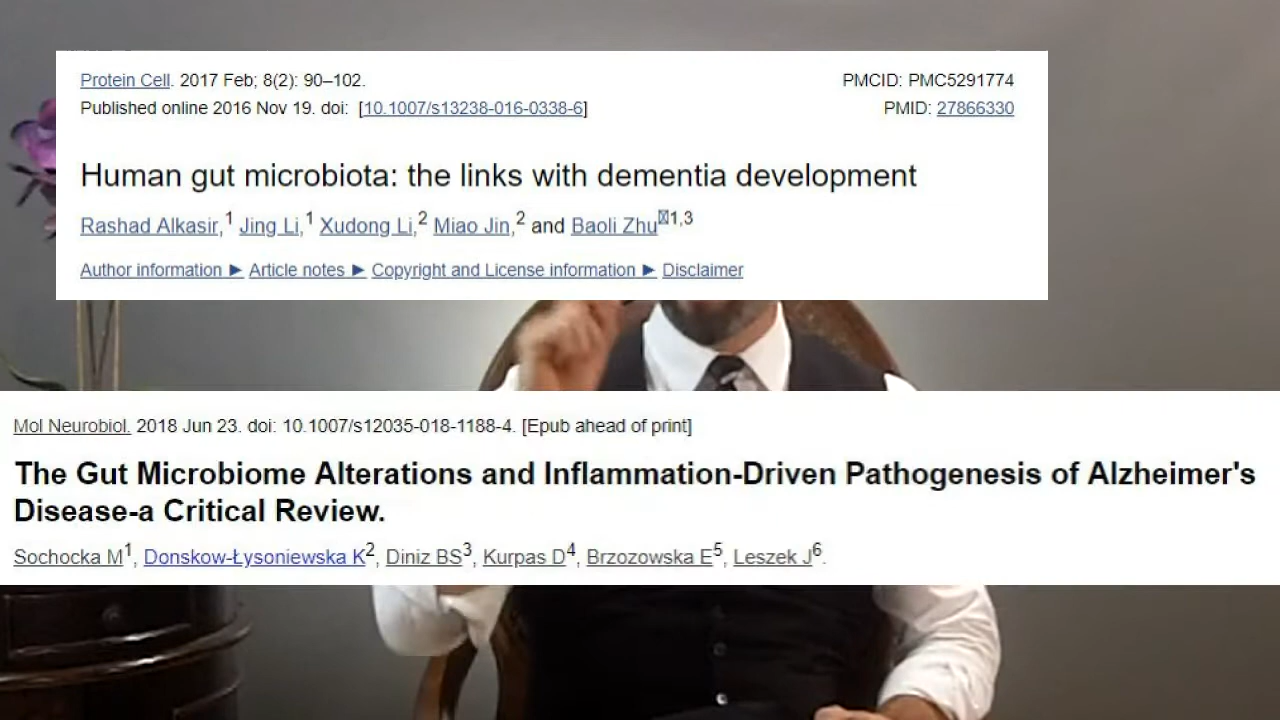 Protein Cell. 2017 Feb; 8(2): 90–102.
PMCID: PMC5291774
Published online 2016 Nov 19. doi: [10.1007/s13238-016-0338-6]
PMID: 27866330
Human gut microbiota: the links with dementia development
Rashad Alkasir,1 Jing Li,1 Xudong Li,2 Miao Jin,2 and Baoli Zhu1,3
Author information ► Article notes ► Copyright and License information ► Disclaimer
Mol Neurobiol. 2018 Jun 23. doi: 10.1007/s12035-018-1188-4. [Epub ahead of print]
The Gut Microbiome Alterations and Inflammation-Driven Pathogenesis of Alzheimer's
Disease-a Critical Review.
Sochocka M1, Donskow-Łysoniewska K2, Diniz BS3, Kurpas D4, Brzozowska E5, Leszek J6.